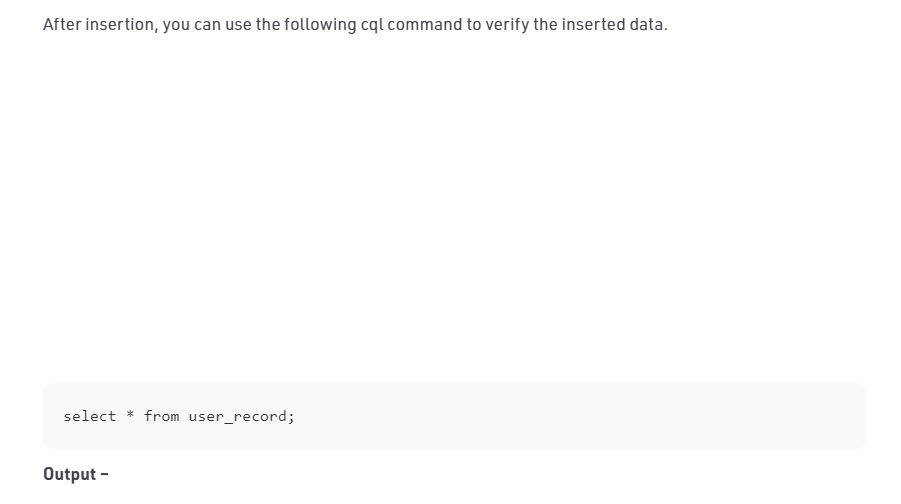 After insertion, you can use the following cql command to verify the inserted data.
select * from user_record;
Output –